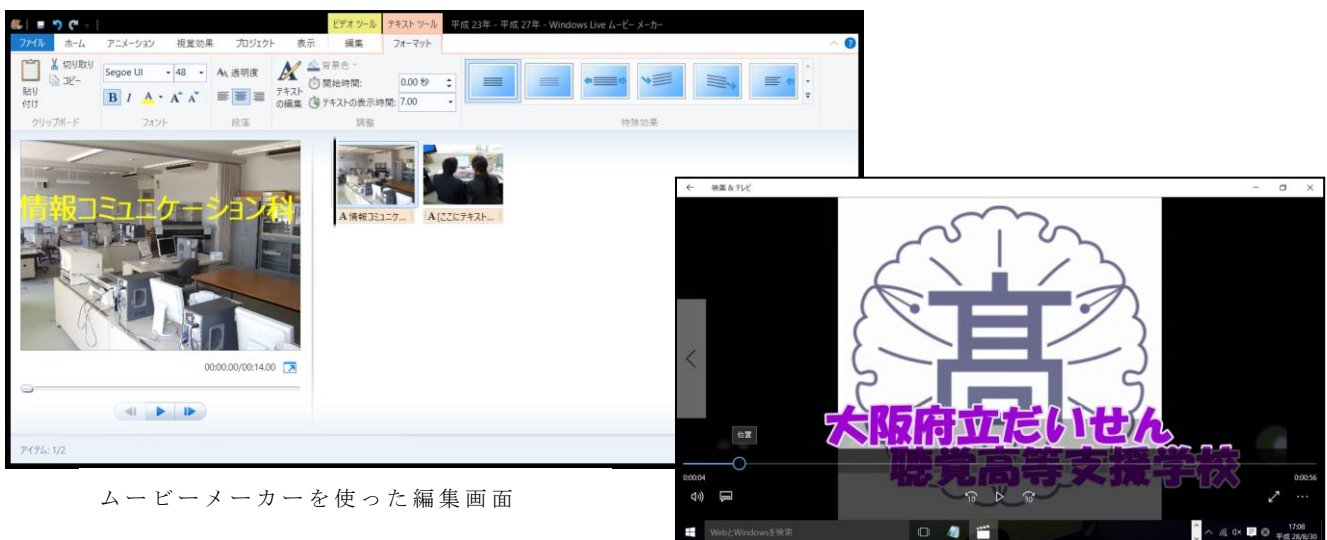 ビデオ ツール
テキスト ツール
平成 23年 - 平成 27年 - Windows Live ムービー メーカー
ファイル
ホーム
アニメーション
視覚効果
プロジェクト
表示
編集
フォーマット
貼り付け
切り取り
コピー
クリップボード
Segoe UI
48
B I A A A
フォント
透明度
段落
テキストの編集
背景色
開始時間: 0.00 秒
テキストの表示時間: 7.00
調整
特殊効果
情報コミュニケーション科
00:00.00/00:14.00
A 情報コミュニケ...
A [ここにテキスト...
アイテム: 1/2
ムービーメーカーを使った編集画面
映画 & テレビ
高
大阪府立だいせん
聴覚高等支援学校
位置
0:00:04
0:00:56
10
30
WebとWindowsを検索
17:08
平成 28/8/30